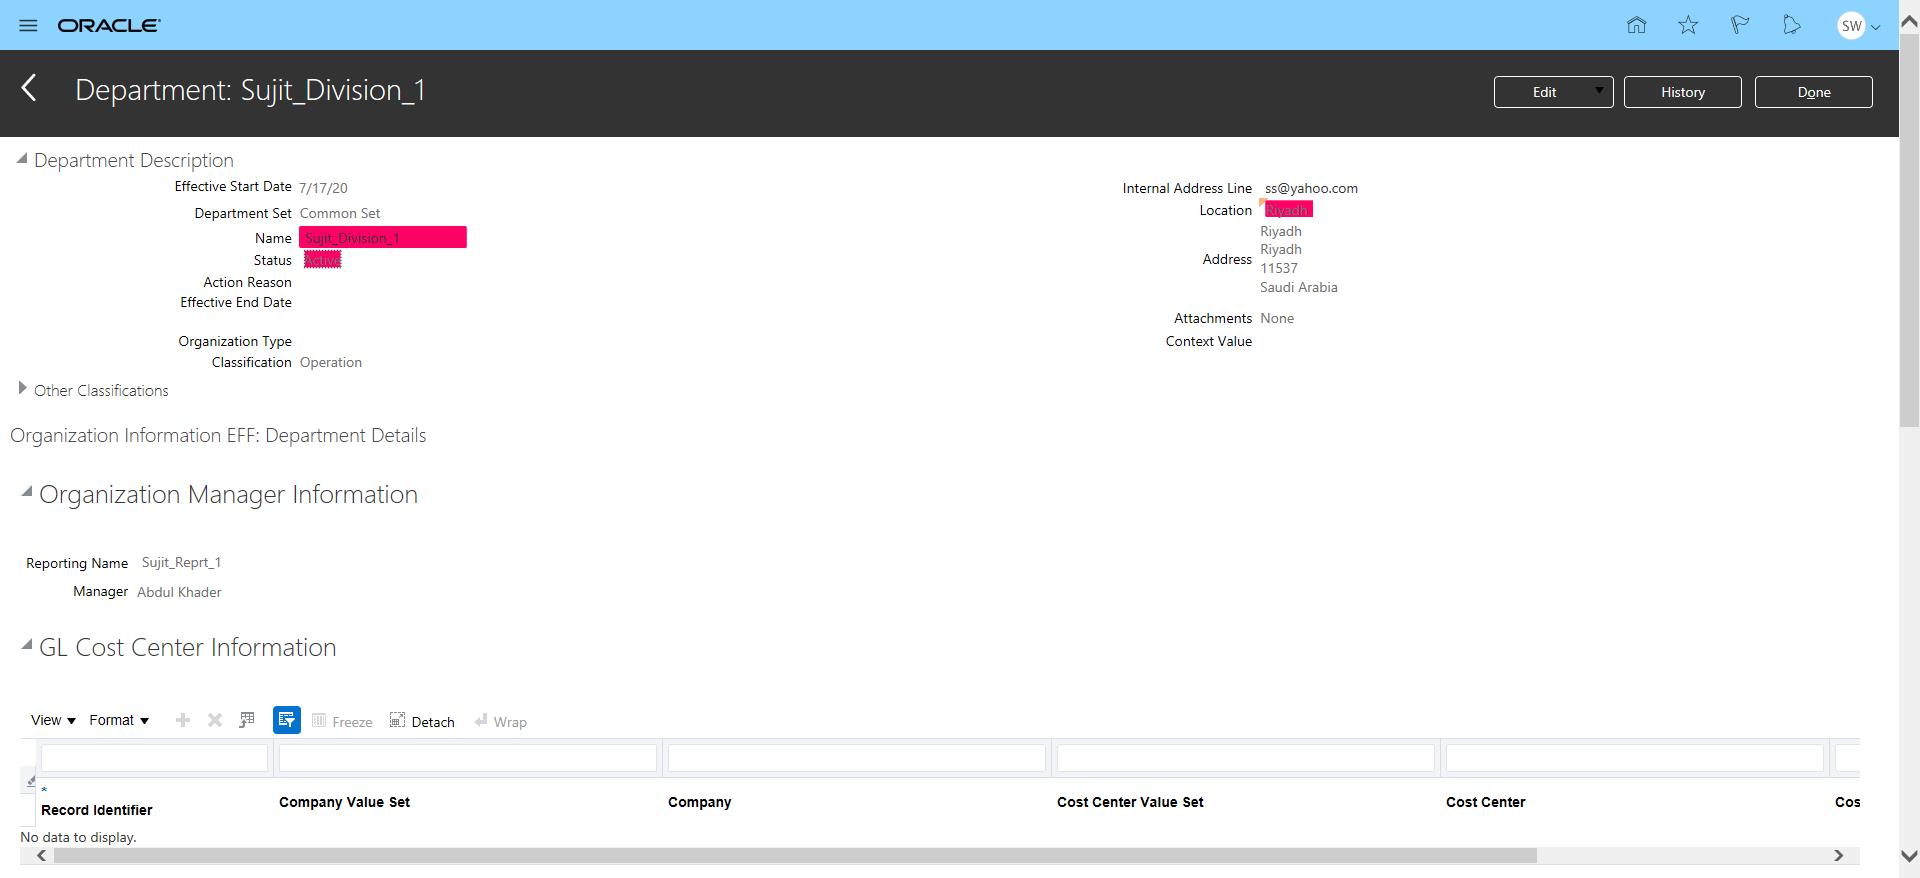 ORACLE
SW
Department: Sujit_Division_1
Edit
History
Done
Department Description
Effective Start Date 7/17/20
Department Set Common Set
Name Sujit_Division_1
Status Active
Action Reason
Effective End Date
Organization Type
Classification Operation
Internal Address Line ss@yahoo.com
Location Riyadh
Address Riyadh
Riyadh
11537
Saudi Arabia
Attachments None
Context Value
Other Classifications
Organization Information EFF: Department Details
Organization Manager Information
Reporting Name Sujit_Reprt_1
Manager Abdul Khader
GL Cost Center Information
View Format Freeze Detach Wrap
* Record Identifier
Company Value Set
Company
Cost Center Value Set
Cost Center
Cos
No data to display.